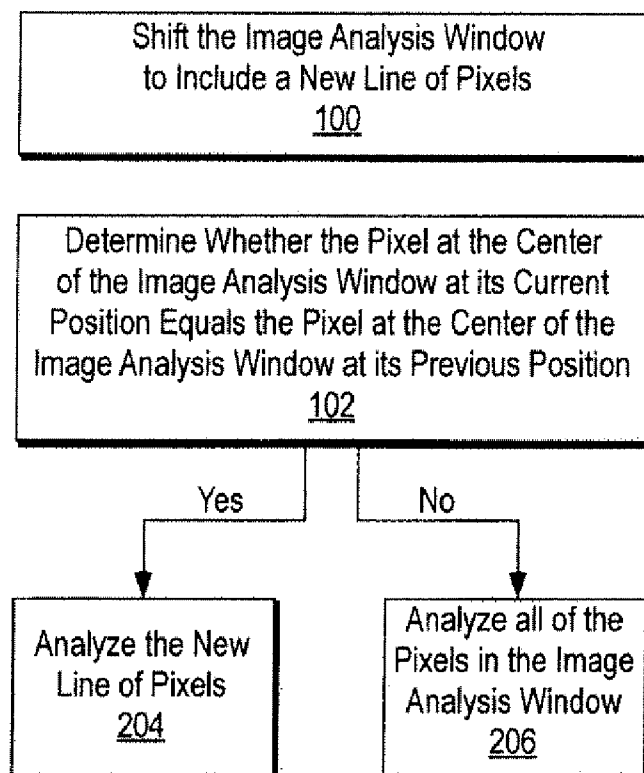 Shift the Image Analysis Window
to Include a New Line of Pixels
100
Determine Whether the Pixel at the Center
of the Image Analysis Window at its Current
Position Equals the Pixel at the Center of the
Image Analysis Window at its Previous Position
102
Yes
No
Analyze the New
Line of Pixels
204
Analyze all of the
Pixels in the Image
Analysis Window
206